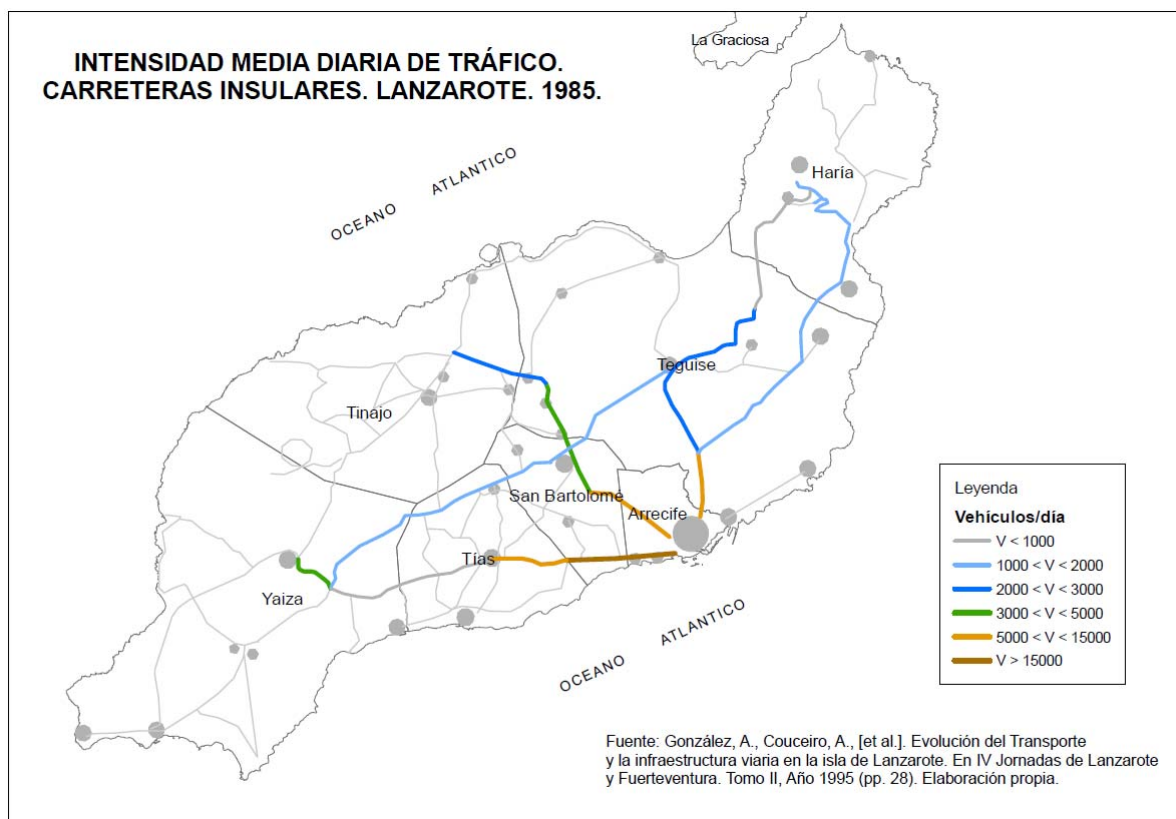 INTENSIDAD MEDIA DIARIA DE TRÁFICO.
CARRETERAS INSULARES. LANZAROTE. 1985.
La Graciosa
OCEANO ATLANTICO
Haría
Teguise
Tinajo
San Bartolomé
Arrecife
Tías
Yaiza
OCEANO ATLANTICO
Leyenda
Vehículos/día
V < 1000
1000 < V < 2000
2000 < V < 3000
3000 < V < 5000
5000 < V < 15000
V > 15000
Fuente: González, A., Couceiro, A., [et al.]. Evolución del Transporte
y la infraestructura viaria en la isla de Lanzarote. En IV Jornadas de Lanzarote
y Fuerteventura. Tomo II, Año 1995 (pp. 28). Elaboración propia.